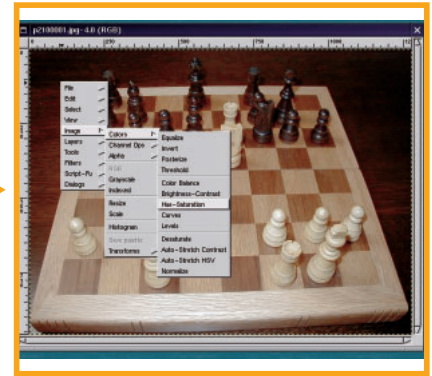 p2100001.jpg-4.0 (RGB)
File
Edit
Select
View
Image
Layers
Tools
Filters
Script-Fu
Dialogs
Colors
Channel Ops
Alpha
RGB
Grayscale
Indexed
Resize
Scale
Histogram
Save palette
Transforms
Equalize
Invert
Posterize
Threshold
Color Balance
Brightness-Contrast
Hue-Saturation
Curves
Levels
Desaturate
Auto-Stretch Contrast
Auto-Stretch HSV
Normalize